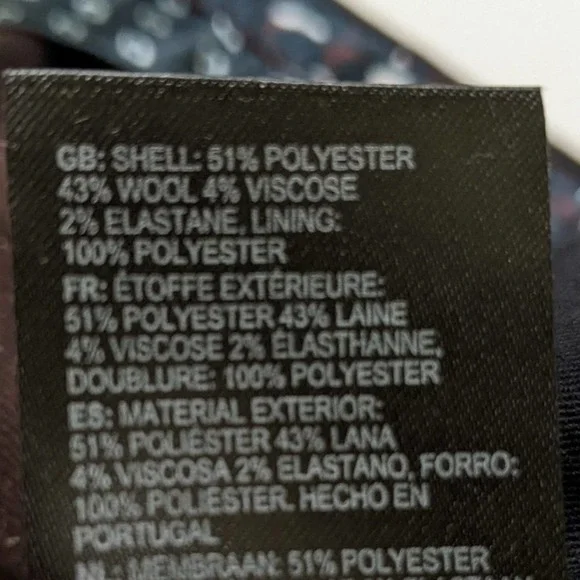 GB: SHELL: 51% POLYESTER
43% WOOL 4% VISCOSE
2% ELASTANE, LINING:
100% POLYESTER
FR: ÉTOFFE EXTÉRIEURE:
51% POLYESTER 43% LAINE
4% VISCOSE 2% ÉLASTHANNE,
DOUBLURE: 100% POLYESTER
ES: MATERIAL EXTERIOR:
51% POLIÉSTER 43% LANA
4% VISCOSA 2% ELASTANO, FORRO:
100% POLIESTER. HECHO EN
PORTUGAL
NL: MEMBRAAN: 51% POLYESTER